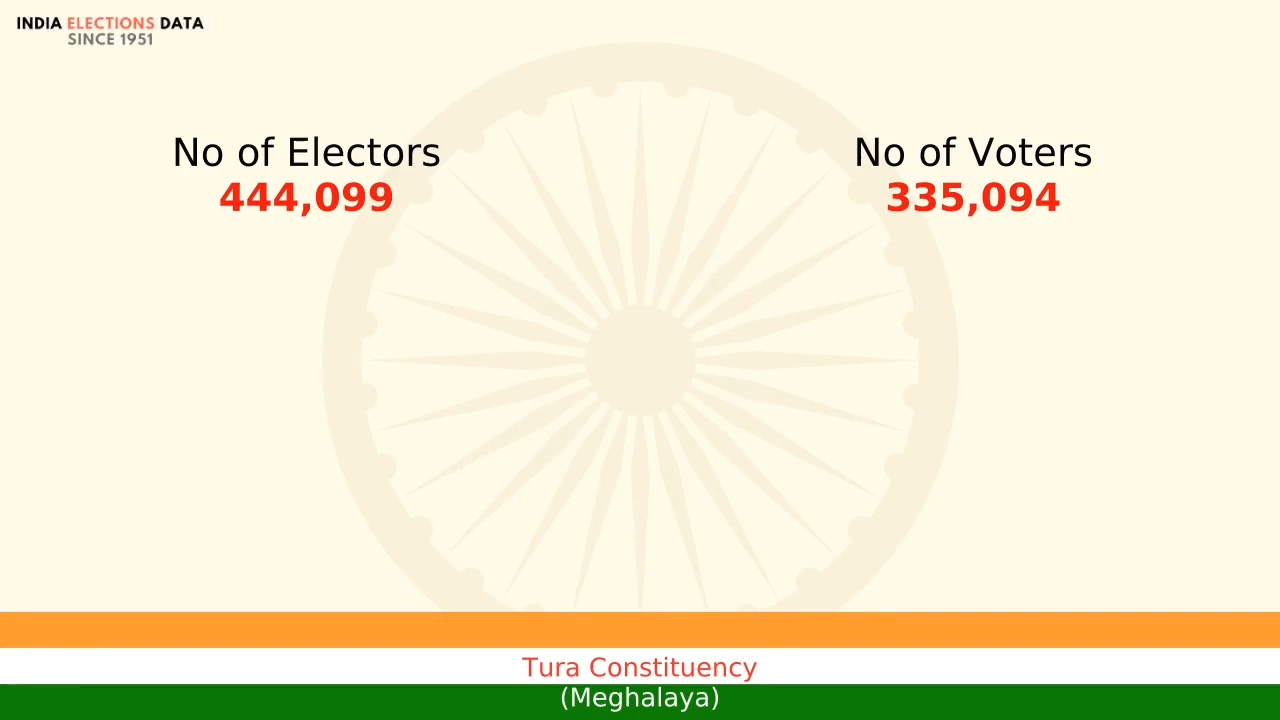 INDIA ELECTIONS DATA
SINCE 1951
No of Electors
444,099
No of Voters
335,094
Tura Constituency
(Meghalaya)